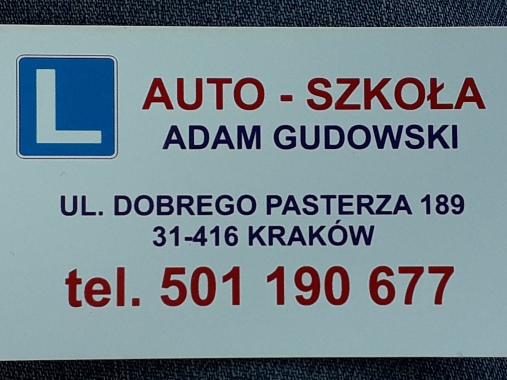 L
AUTO - SZKOŁA
ADAM GUDOWSKI
UL. DOBREGO PASTERZA 189
31-416 KRAKÓW
tel. 501 190 677